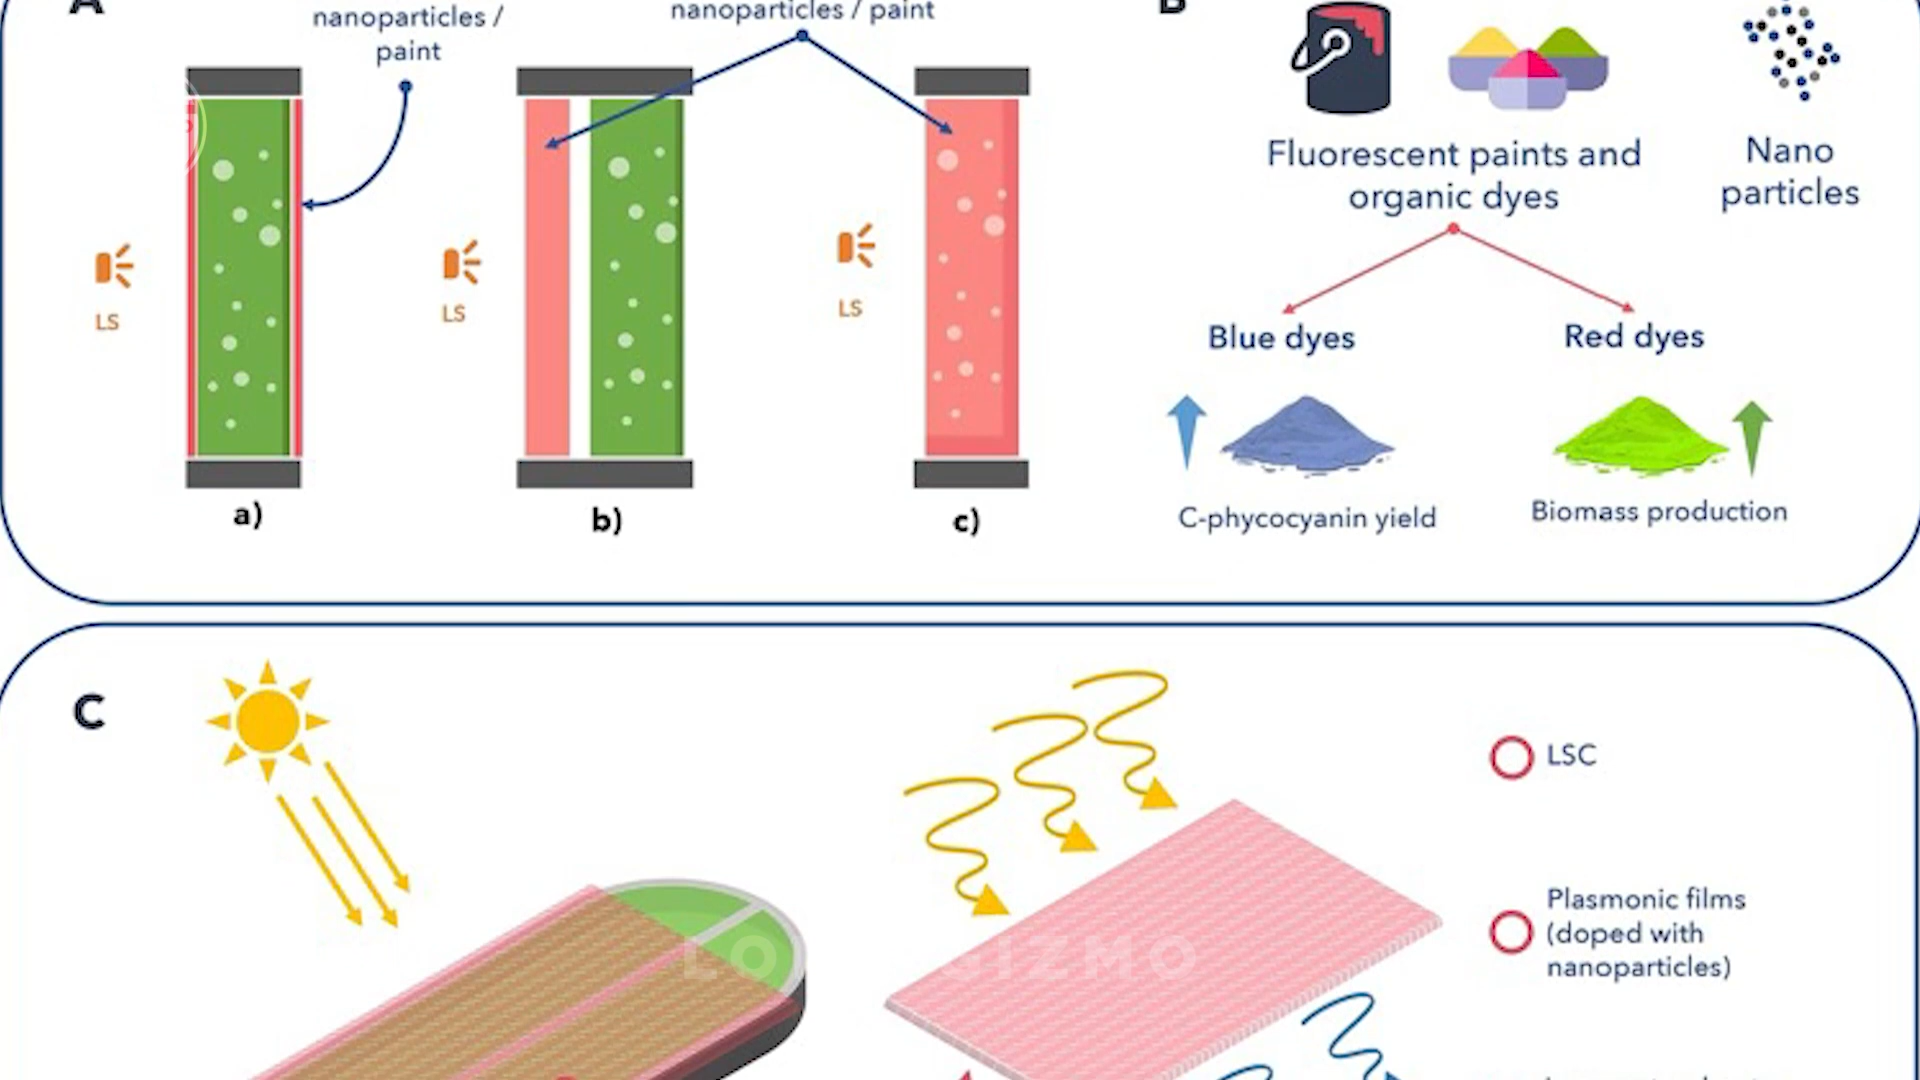 A
nanoparticles /
paint
nanoparticles / paint
LS
LS
LS
a)
b)
c)
B
Fluorescent paints and
organic dyes
Nano
particles
Blue dyes
Red dyes
C-phycocyanin yield
Biomass production
C
LSC
Plasmonic films
(doped with
nanoparticles)